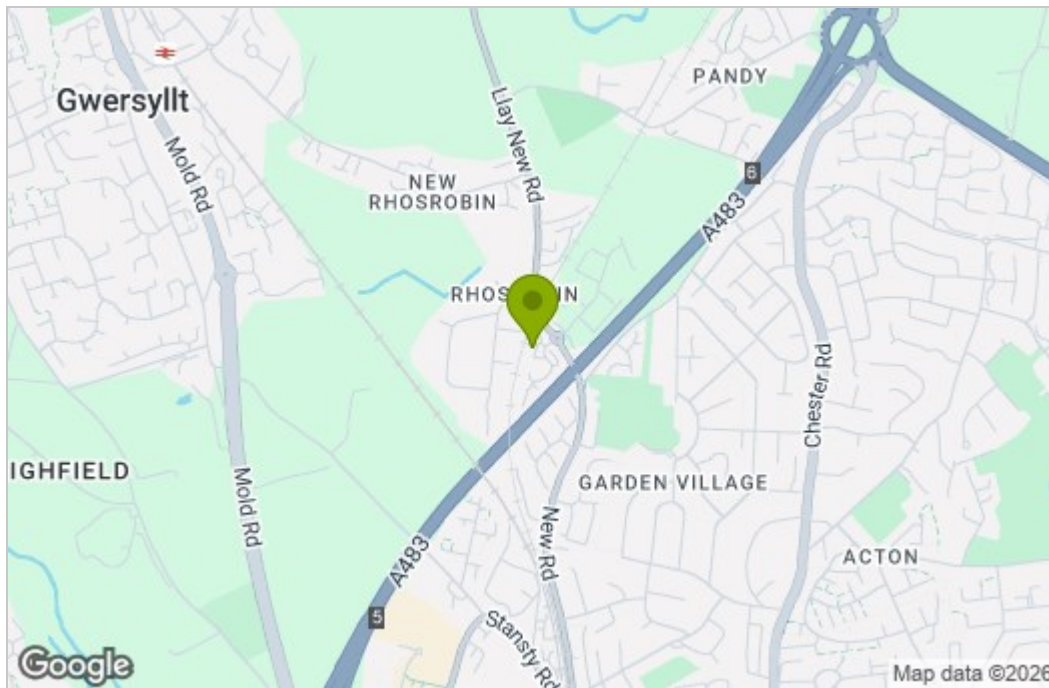 PANDY
Gwersyllt
Llay New Rd
Mold Rd
6
NEW
RHOSROBIN
A483
RHOSROBIN
Chester Rd
IGHFIELD
GARDEN VILLAGE
Mold Rd
New Rd
A483
ACTON
5
Stansty Rd
Google
Map data ©2026